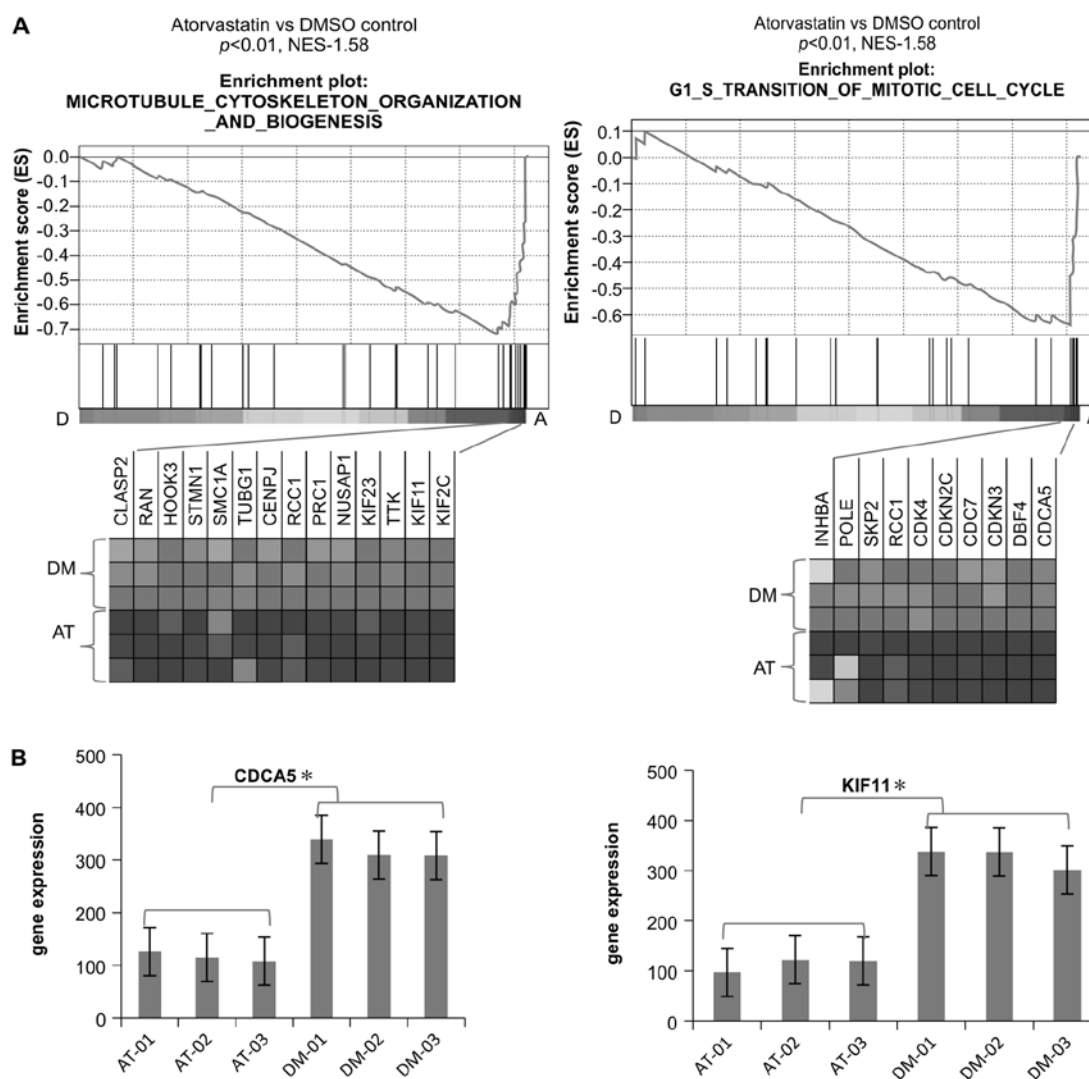 A
Atorvastatin vs DMSO control
p<0.01, NES-1.58
Enrichment plot:
MICROTUBULE_CYTOSKELETON_ORGANIZATION
_AND_BIOGENESIS
Enrichment score (ES)
0.0
-0.1
-0.2
-0.3
-0.4
-0.5
-0.6
-0.7
D
A
CLASP2
RAN
HOOK3
STMN1
SMC1A
TUBG1
CENPJ
RCC1
PRC1
NUSAP1
KIF23
TTK
KIF11
KIF2C
DM
AT
Atorvastatin vs DMSO control
p<0.01, NES-1.58
Enrichment plot:
G1_S_TRANSITION_OF_MITOTIC_CELL_CYCLE
Enrichment score (ES)
0.1
0.0
-0.1
-0.2
-0.3
-0.4
-0.5
-0.6
D
INHBA
POLE
SKP2
RCC1
CDK4
CDKN2C
CDC7
CDKN3
DBF4
CDCA5
DM
AT
B
CDCA5 *
gene expression
500
400
300
200
100
0
AT-01
AT-02
AT-03
DM-01
DM-02
DM-03
KIF11 *
gene expression
500
400
300
200
100
0
AT-01
AT-02
AT-03
DM-01
DM-02
DM-03